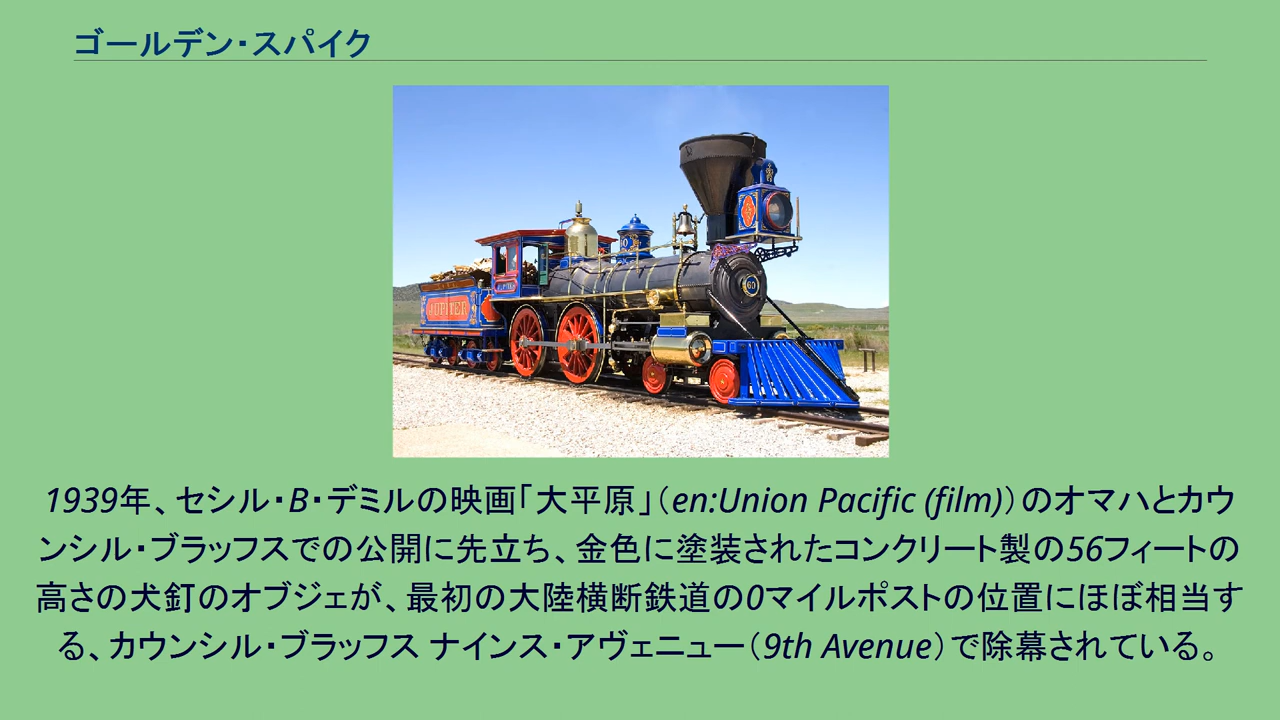 ゴールデン・スパイク
JUPITER
60
1939年、セシル・B・デミルの映画「大平原」（en:Union Pacific (film)）のオマハとカウ
ンシル・ブラッフスでの公開に先立ち、金色に塗装されたコンクリート製の56フィートの
高さの犬釘のオブジェが、最初の大陸横断鉄道の0マイルポストの位置にほぼ相当す
る、カウンシル・ブラッフス ナインス・アヴェニュー（9th Avenue）で除幕されている。